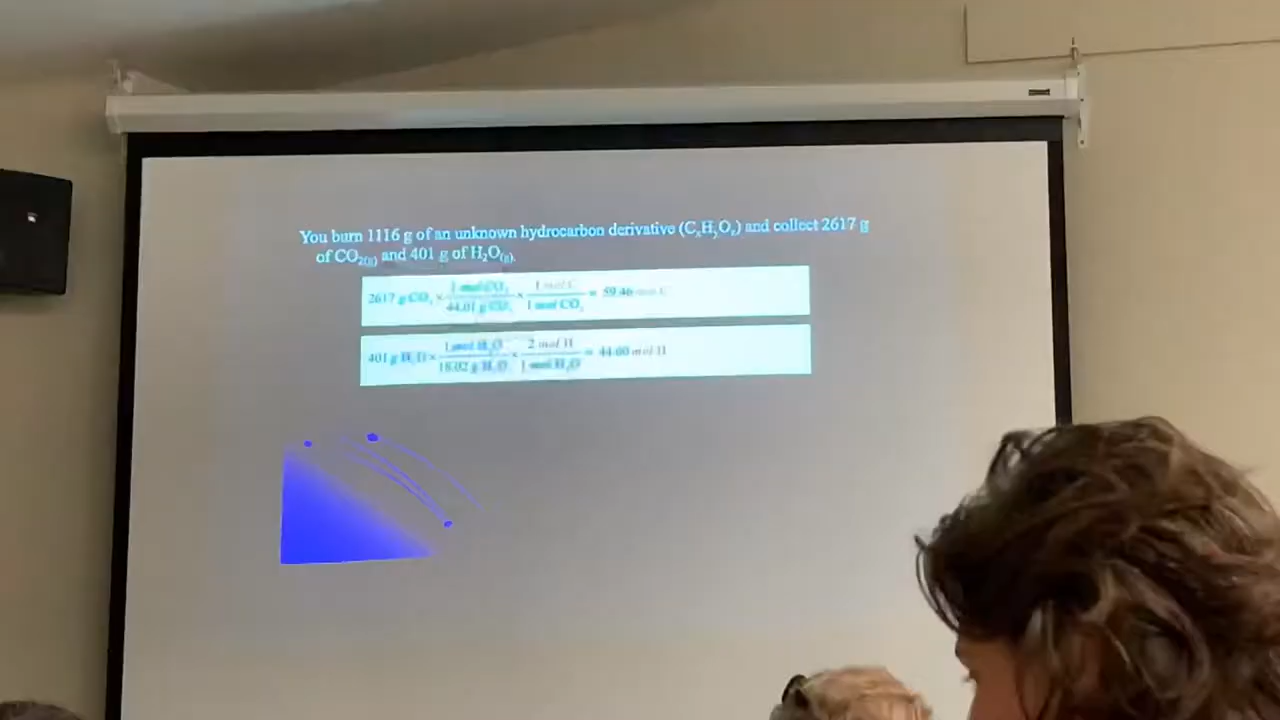 You burn 1116 g of an unknown hydrocarbon derivative (CₓHᵧO_z) and collect 2617 g
of CO₂₍g₎ and 401 g of H₂O₍g₎.
2617 g CO₂ × 1 mol CO₂ / 44.01 g CO₂ × 1 mol C / 1 mol CO₂ = 59.46 mol C
401 g H₂O × 1 mol H₂O / 18.02 g H₂O × 2 mol H / 1 mol H₂O = 44.00 mol H